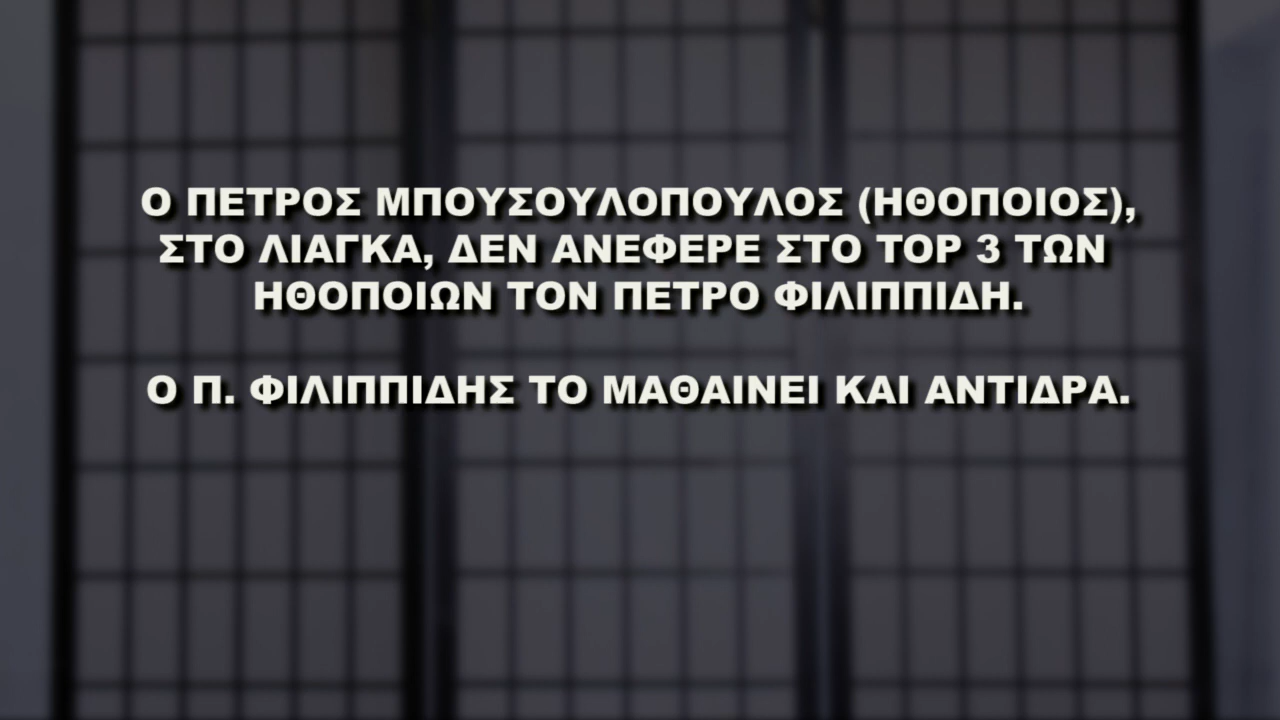 Ο ΠΕΤΡΟΣ ΜΠΟΥΣΟΥΛΟΠΟΥΛΟΣ (ΗΘΟΠΟΙΟΣ),
ΣΤΟ ΛΙΑΓΚΑ, ΔΕΝ ΑΝΕΦΕΡΕ ΣΤΟ TOP 3 ΤΩΝ
ΗΘΟΠΟΙΩΝ ΤΟΝ ΠΕΤΡΟ ΦΙΛΙΠΠΙΔΗ.
Ο Π. ΦΙΛΙΠΠΙΔΗΣ ΤΟ ΜΑΘΑΙΝΕΙ ΚΑΙ ΑΝΤΙΔΡΑ.